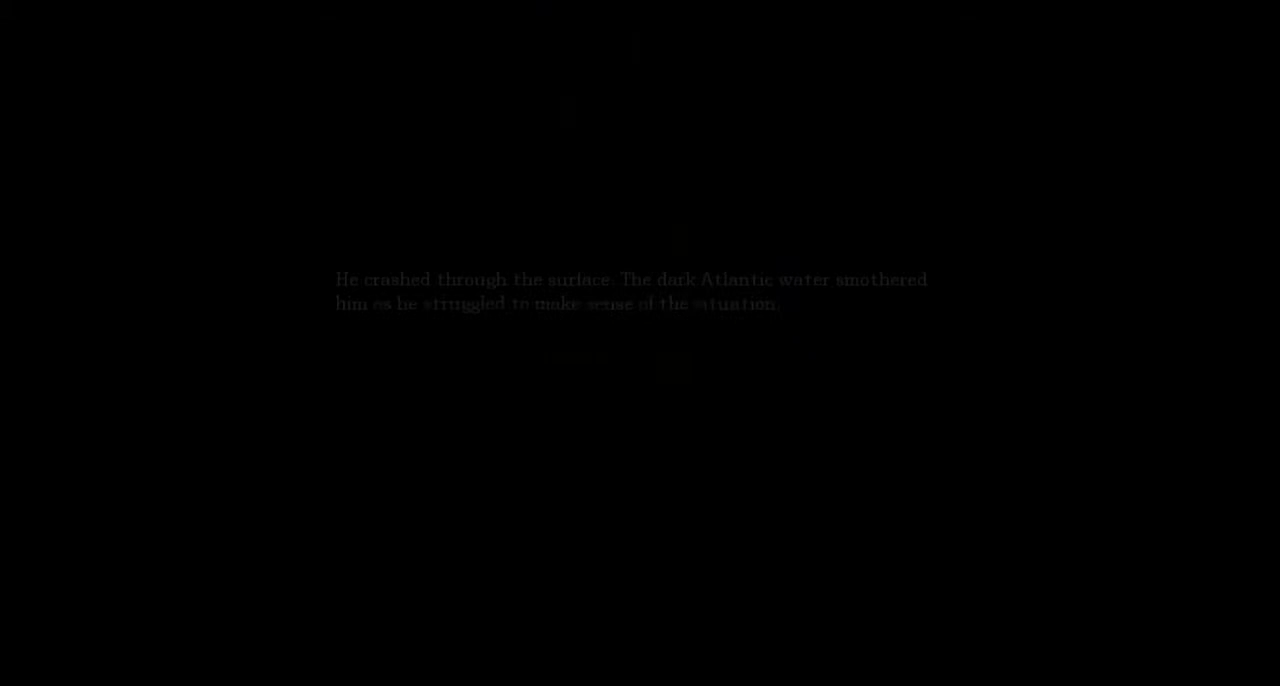 He crashed through the surface. The dark Atlantic water smothered
him as he struggled to make sense of the situation.